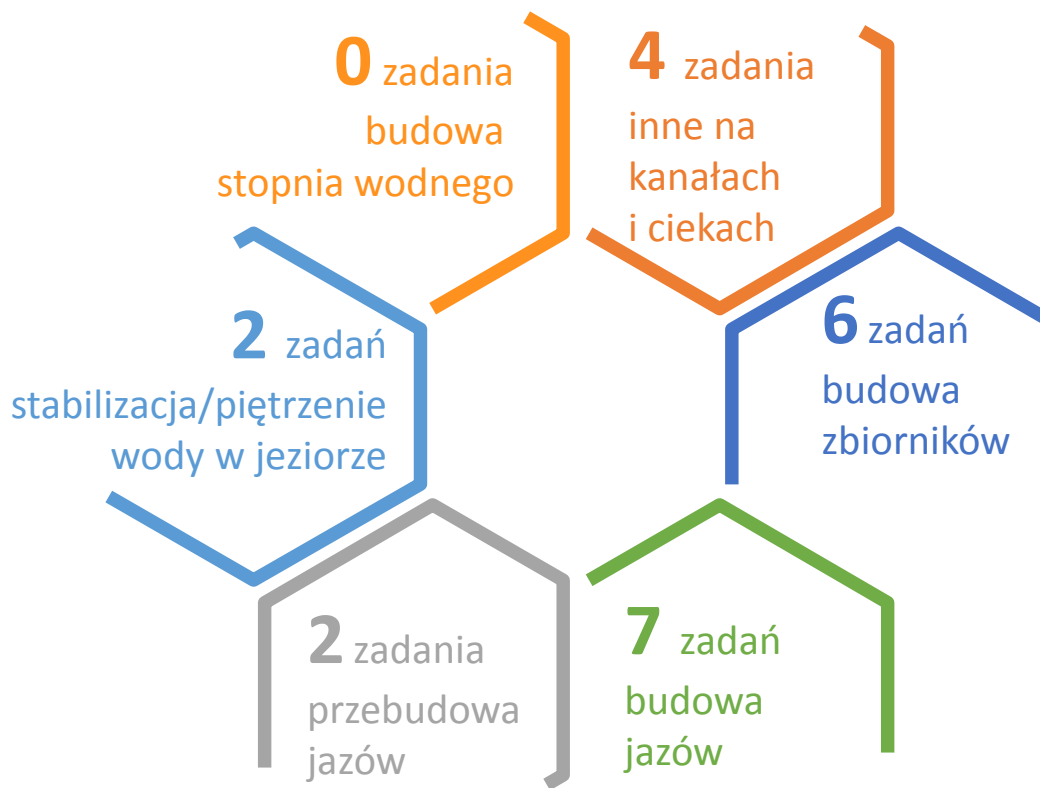 0 zadania
budowa
stopnia wodnego
4 zadania
inne na
kanałach
i ciekach
2 zadań
stabilizacja/piętrzenie
wody w jeziorze
6 zadań
budowa
zbiorników
2 zadania
przebudowa
jazów
7 zadań
budowa
jazów